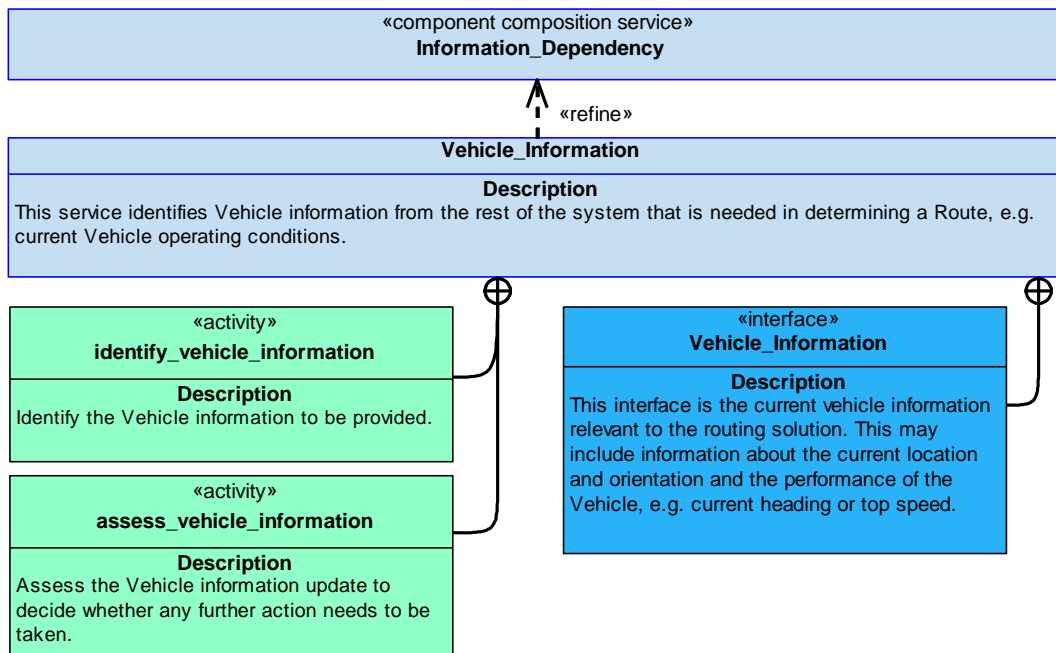 «component composition service»
Information_Dependency
«refine»
Vehicle_Information
Description
This service identifies Vehicle information from the rest of the system that is needed in determining a Route, e.g.
current Vehicle operating conditions.
«activity»
identify_vehicle_information
Description
Identify the Vehicle information to be provided.
«activity»
assess_vehicle_information
Description
Assess the Vehicle information update to
decide whether any further action needs to be
taken.
«interface»
Vehicle_Information
Description
This interface is the current vehicle information
relevant to the routing solution. This may
include information about the current location
and orientation and the performance of the
Vehicle, e.g. current heading or top speed.